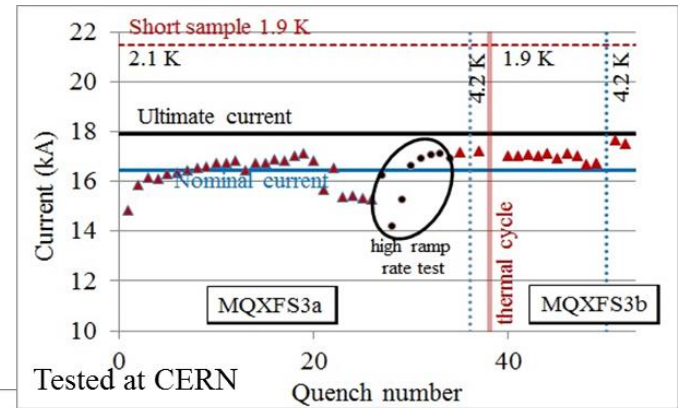 22
20
18
16
14
12
10
Current (kA)
Short sample 1.9 K
2.1 K
4.2 K
1.9 K
4.2 K
Ultimate current
Nominal current
high ramp
rate test
thermal cycle
MQXFS3a
MQXFS3b
0
20
40
Tested at CERN
Quench number